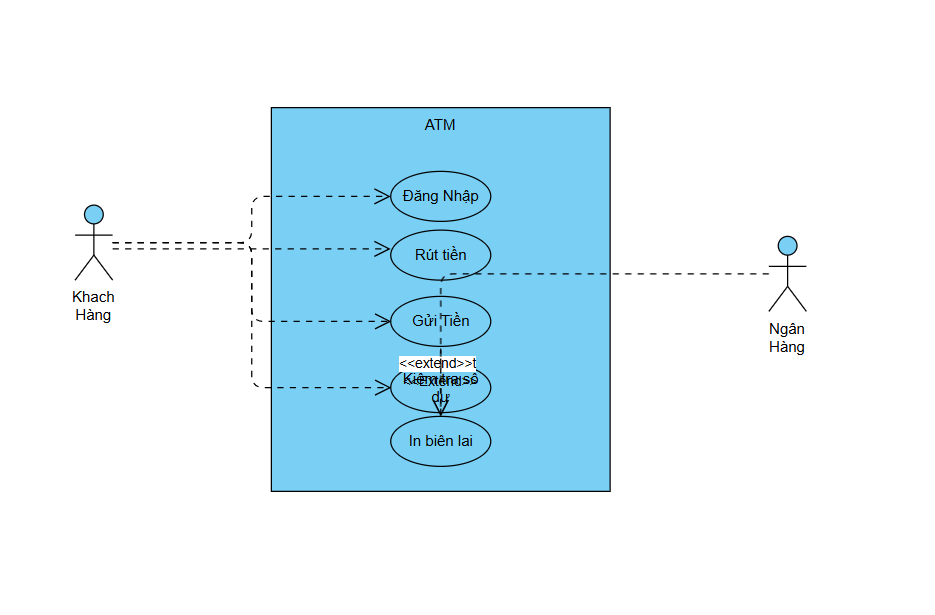 ATM
Đăng Nhập
Rút tiền
Khach
Hàng
Gửi Tiền
Ngân
Hàng
<<extend>>t
Kiểm tra số
<<Extend>>
dư
In biên lai